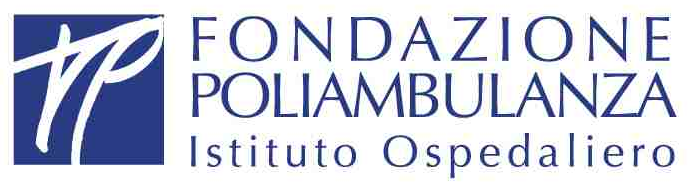 FONDAZIONE
POLIAMBULANZA
Istituto Ospedaliero